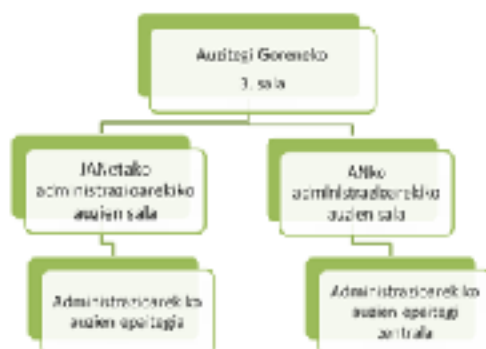 Auzitegi Goreneko
3. sala
JANetako
administrazioarekiko
auzien sala
ANko
administrazioarekiko
auzien sala
Administrazioarekiko
auzien epaitegia
Administrazioarekiko
auzien epaitegi
zentrala